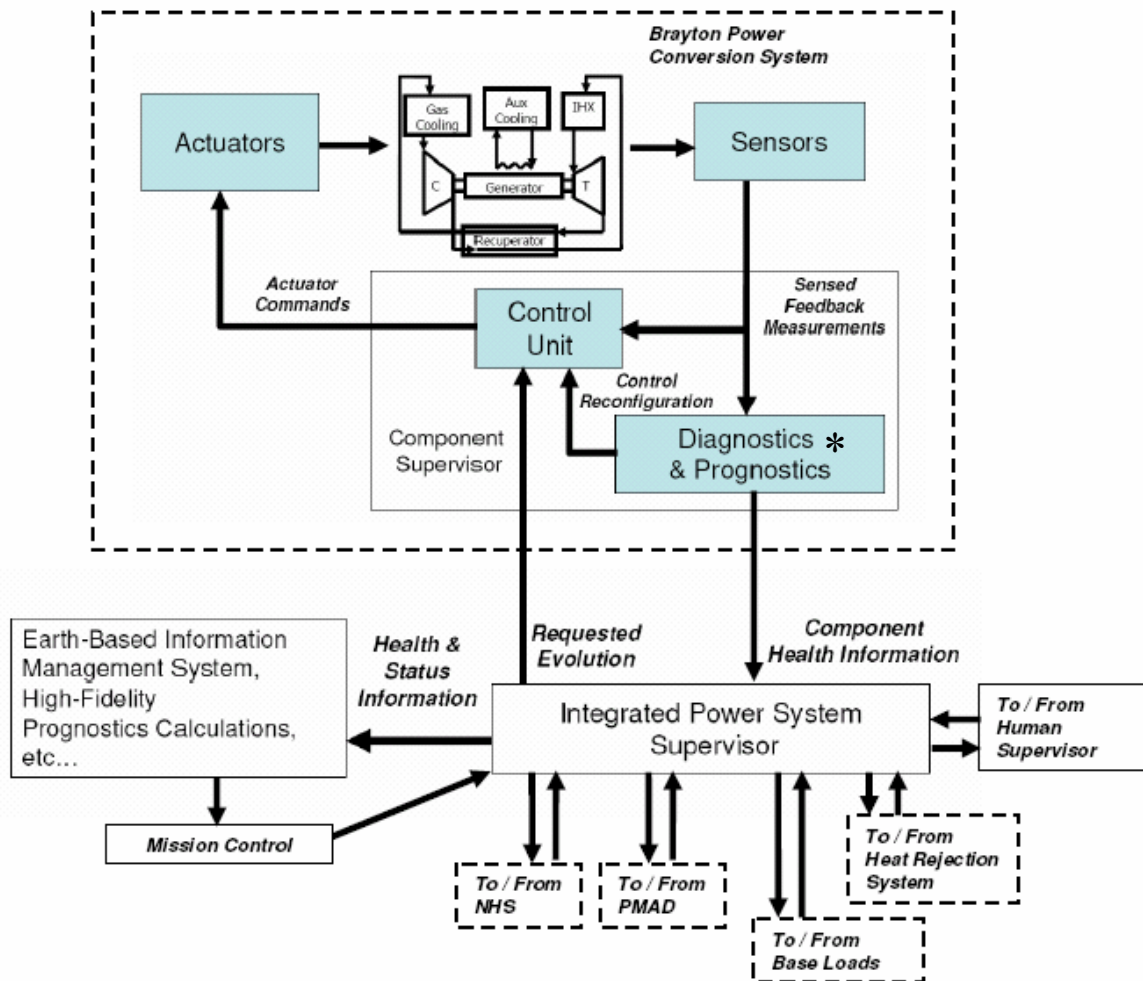 Brayton Power
Conversion System
Actuators
Gas
Cooling
Aux
Cooling
IHX
C
Generator
T
Recuperator
Sensors
Actuator
Commands
Control
Unit
Sensed
Feedback
Measurements
Control
Reconfiguration
Component
Supervisor
Diagnostics *
& Prognostics
Earth-Based Information
Management System,
High-Fidelity
Prognostics Calculations,
etc...
Health &
Status
Information
Requested
Evolution
Component
Health Information
Integrated Power System
Supervisor
To / From
Human
Supervisor
Mission Control
To / From
NHS
To / From
PMAD
To / From
Base Loads
To / From
Heat Rejection
System